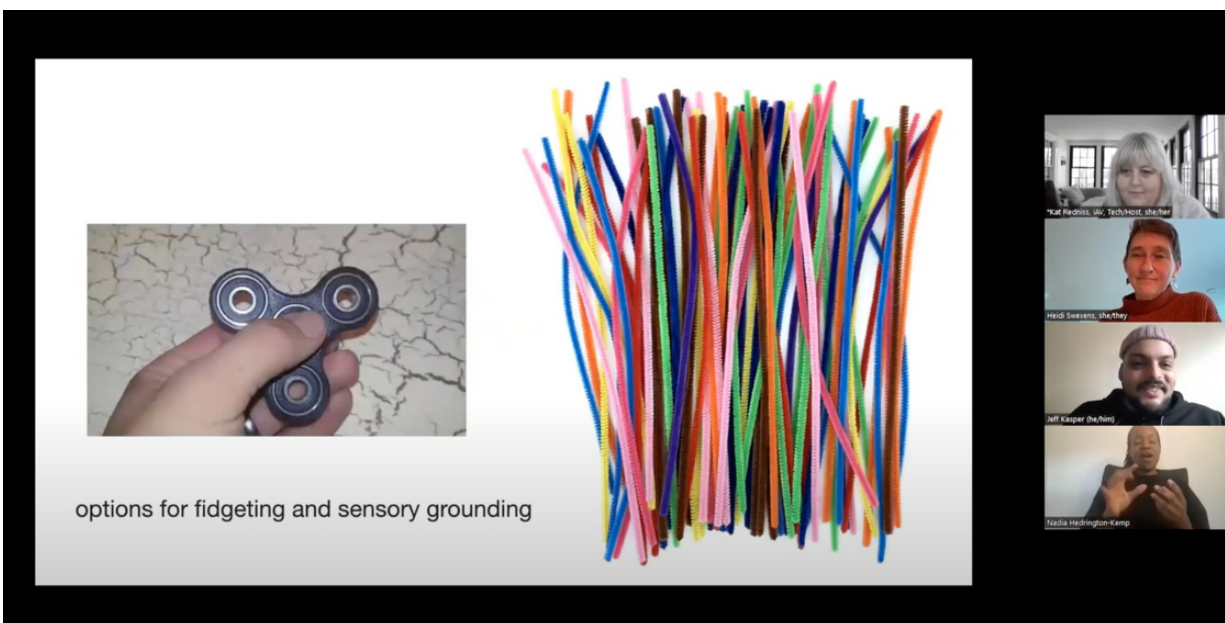 options for fidgeting and sensory grounding
*Kat Redniss, IAV, Tech/Host, she/her
Heidi Swevens, she/they
Jeff Kasper (he/him)
Nadia Hedrington-Kemp